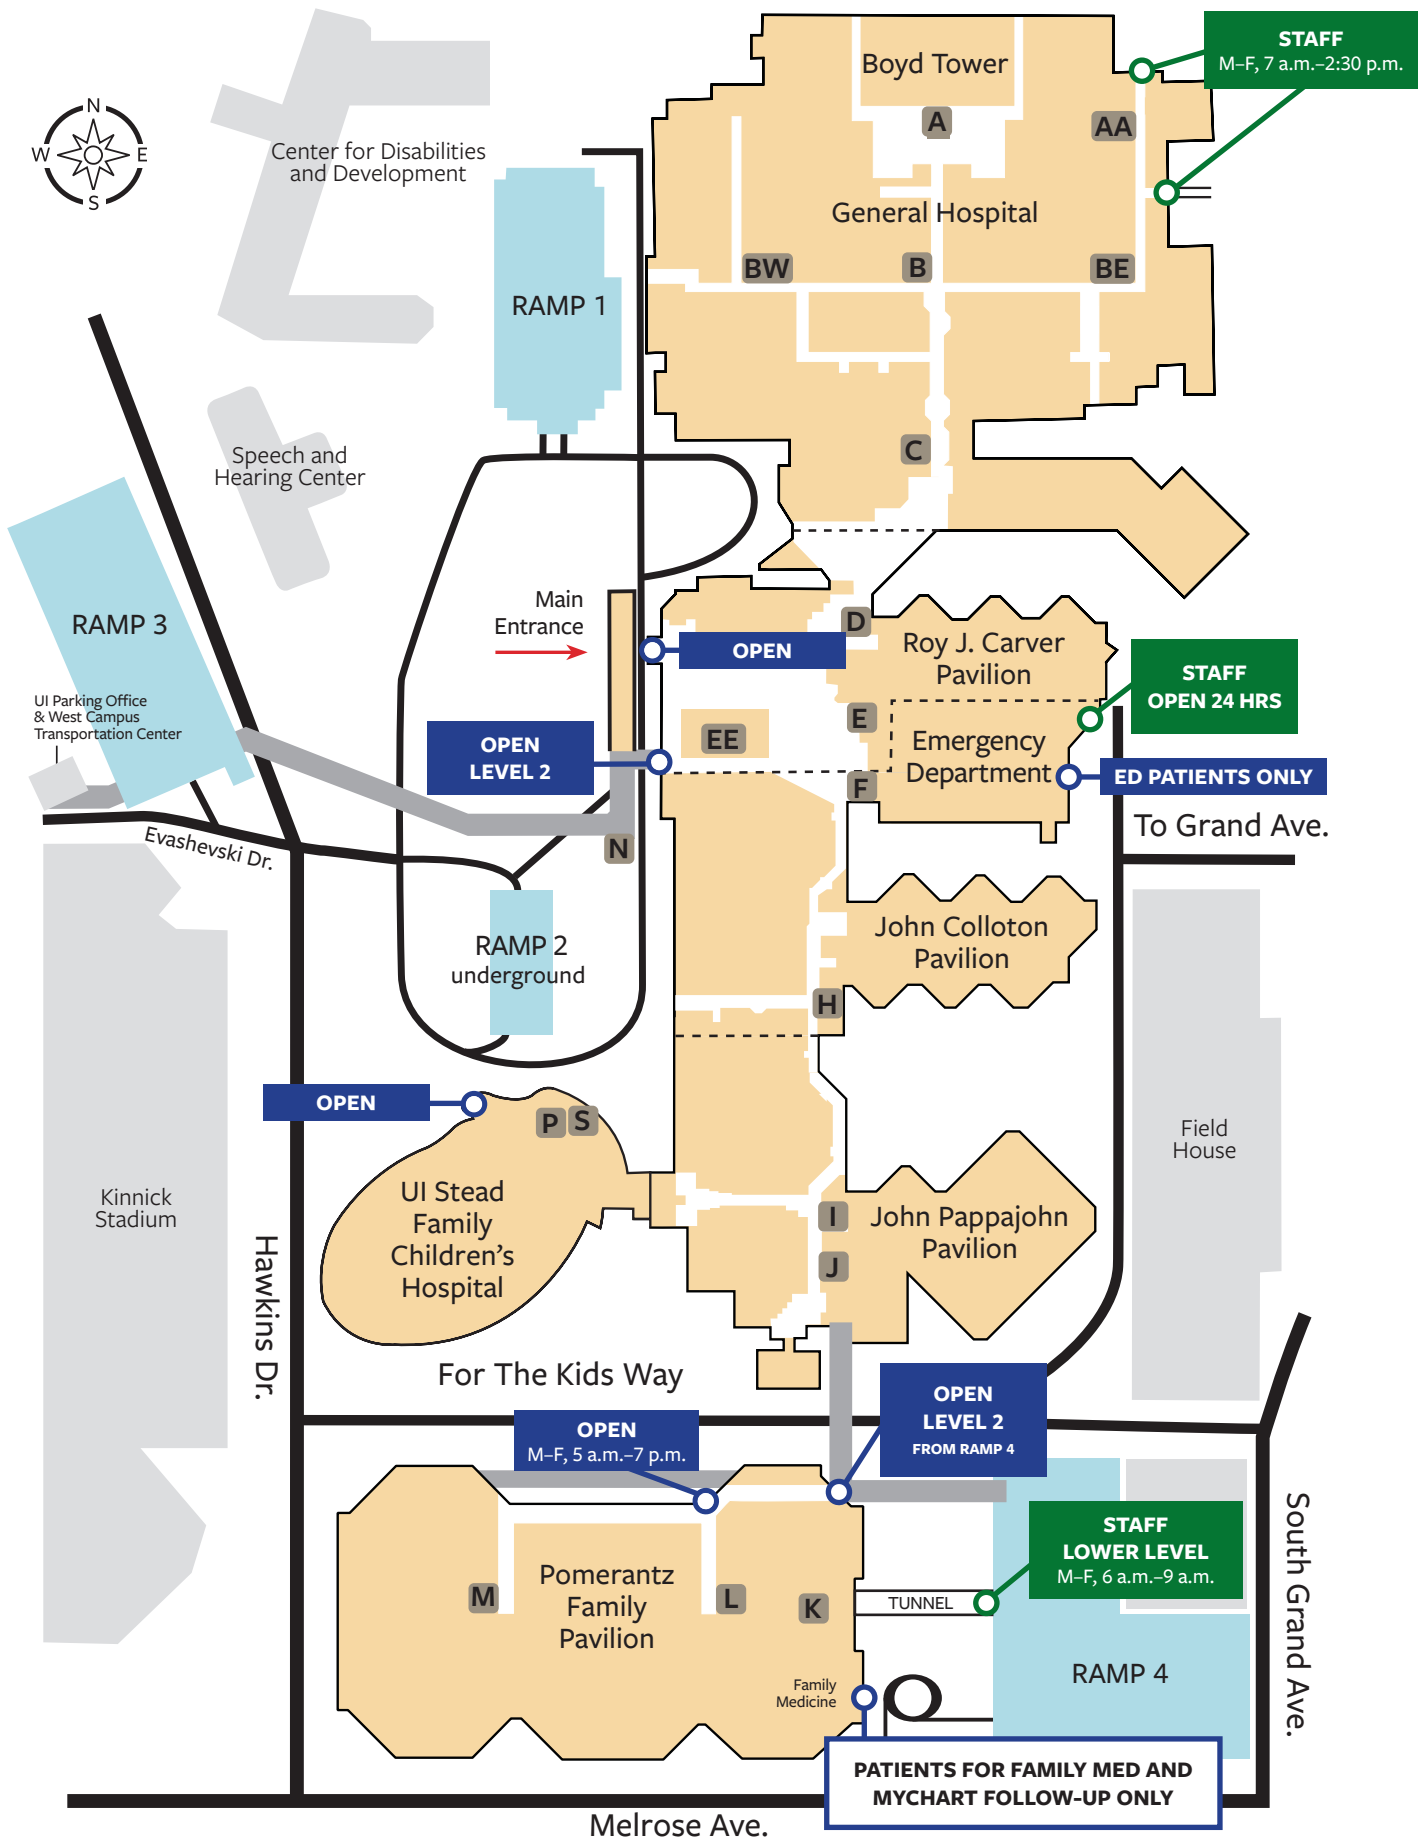 STAFF
M–F, 7 a.m.–2:30 p.m.
Boyd Tower
N
W
E
S
A
AA
Center for Disabilities
and Development
General Hospital
BW
B
BE
RAMP 1
C
Speech and
Hearing Center
Main
Entrance
RAMP 3
D
OPEN
Roy J. Carver
Pavilion
STAFF
OPEN 24 HRS
UI Parking Office
& West Campus
Transportation Center
OPEN
LEVEL 2
EE
E
Emergency
Department
F
ED PATIENTS ONLY
To Grand Ave.
Evashevski Dr.
N
John Colloton
Pavilion
RAMP 2
underground
H
OPEN
P
S
Field
House
Kinnick
Stadium
UI Stead
Family
Children’s
Hospital
I
John Pappajohn
Pavilion
J
Hawkins Dr.
For The Kids Way
OPEN
LEVEL 2
FROM RAMP 4
OPEN
M–F, 5 a.m.–7 p.m.
STAFF
LOWER LEVEL
M–F, 6 a.m.–9 a.m.
South Grand Ave.
Pomerantz
Family
Pavilion
M
L
K
TUNNEL
RAMP 4
Family
Medicine
PATIENTS FOR FAMILY MED AND
MYCHART FOLLOW-UP ONLY
Melrose Ave.